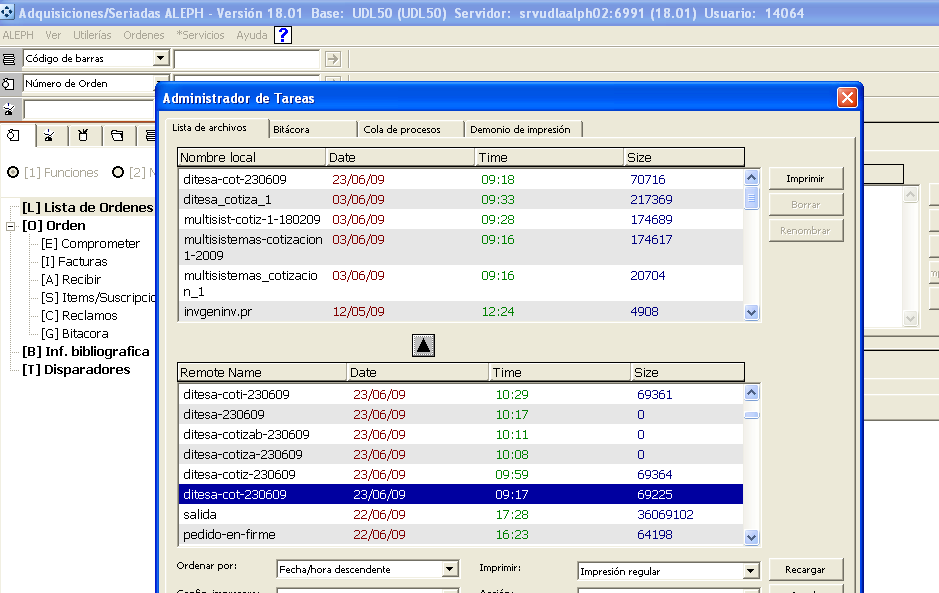 Adquisiciones/Seriadas ALEPH - Versión 18.01 Base: UDL50 (UDL50) Servidor: srvudlaalph02:6991 (18.01) Usuario: 14064
ALEPH Ver Utilerías Ordenes *Servicios Ayuda ?
Código de barras
Número de Orden
Administrador de Tareas
Lista de archivos Bitácora Cola de procesos Demonio de impresión
[1] Funciones [2]
[L] Lista de Ordenes
[O] Orden
[E] Comprometer
[I] Facturas
[A] Recibir
[S] Items/Suscripcio
[C] Reclamos
[G] Bitacora
[B] Inf. bibliografica
[T] Disparadores
Nombre local Date Time Size
ditesa-cot-230609 23/06/09 09:18 70716
ditesa_cotiza_1 03/06/09 09:33 217369
multisist-cotiz-1-180209 03/06/09 09:28 174689
multisistemas-cotizacion 03/06/09 09:16 174617
1-2009
multisistemas_cotizacio 03/06/09 09:16 20704
n_1
invgeninv.pr 12/05/09 12:24 4908
Imprimir
Borrar
Renombrar
Remote Name Date Time Size
ditesa-coti-230609 23/06/09 10:29 69361
ditesa-230609 23/06/09 10:17 0
ditesa-cotizab-230609 23/06/09 10:11 0
ditesa-cotiza-230609 23/06/09 10:08 0
ditesa-cotiz-230609 23/06/09 09:59 69364
ditesa-cot-230609 23/06/09 09:17 69225
salida 22/06/09 17:28 36069102
pedido-en-firme 22/06/09 16:23 64198
Ordenar por: Fecha/hora descendente Imprimir: Impresión regular Recargar